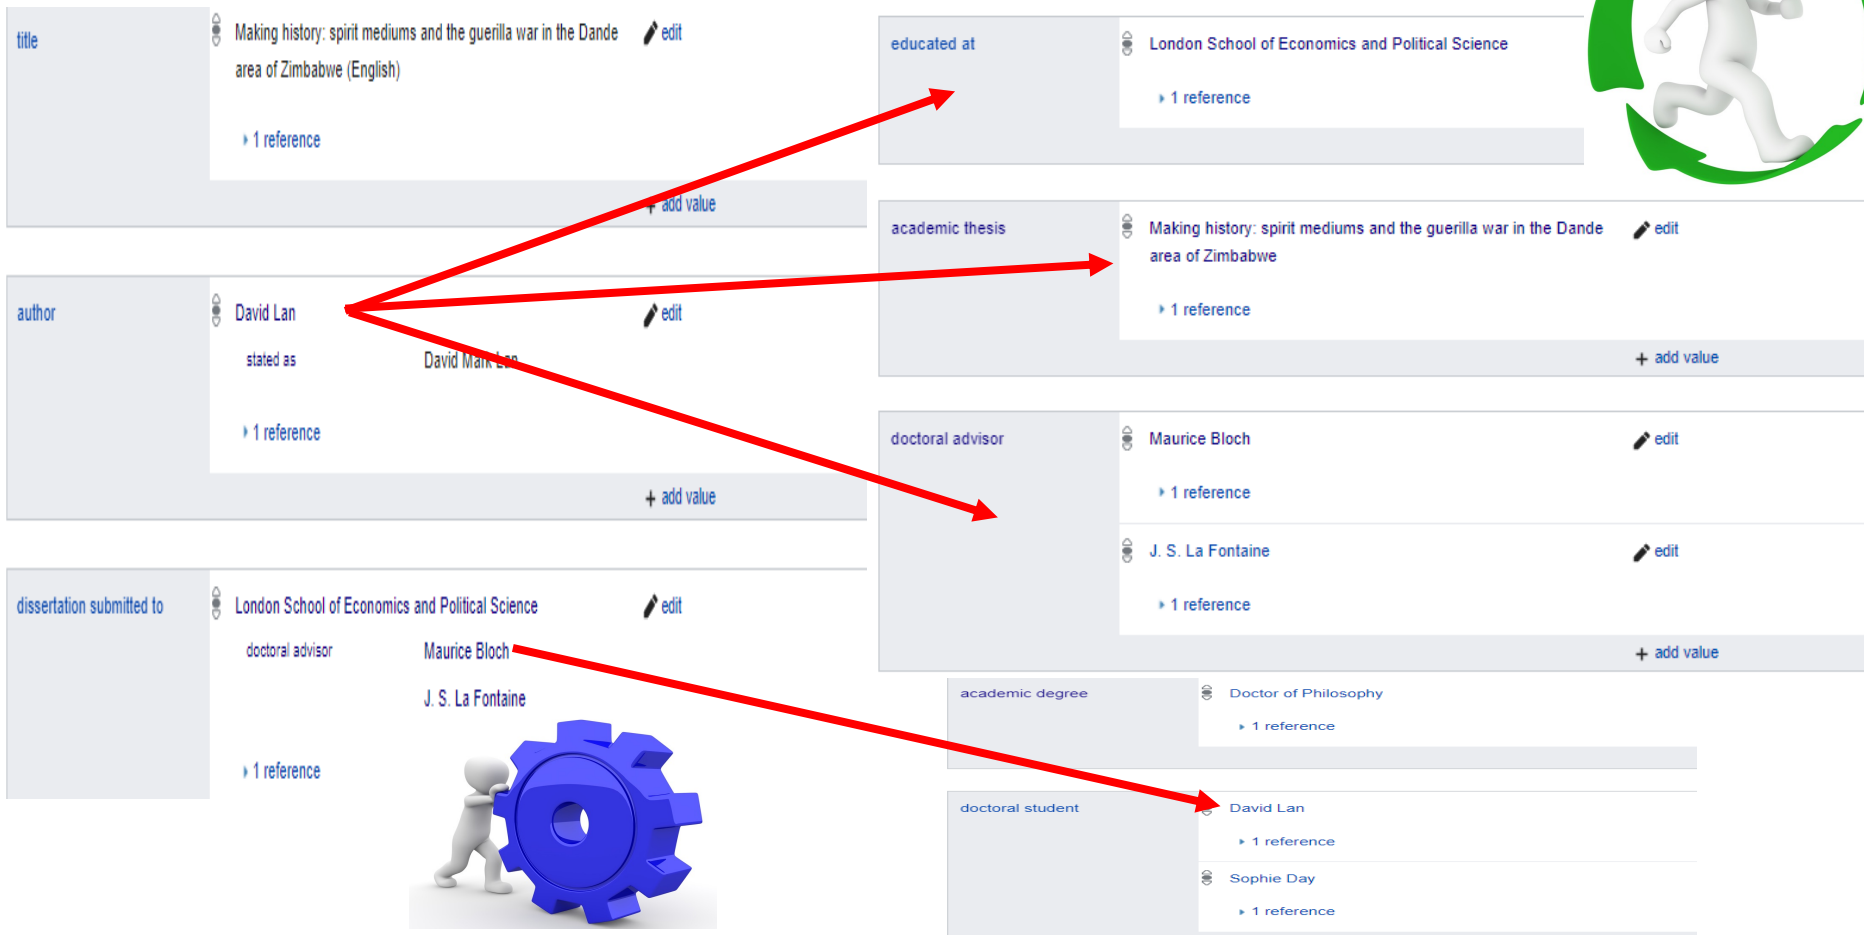 title
Making history: spirit mediums and the guerilla war in the Dande
area of Zimbabwe (English)
edit
1 reference
+ add value
author
David Lan
edit
stated as
David Mark Lan
1 reference
+ add value
dissertation submitted to
London School of Economics and Political Science
edit
doctoral advisor
Maurice Bloch
J. S. La Fontaine
1 reference
educated at
London School of Economics and Political Science
1 reference
academic thesis
Making history: spirit mediums and the guerilla war in the Dande
area of Zimbabwe
edit
1 reference
+ add value
doctoral advisor
Maurice Bloch
edit
1 reference
J. S. La Fontaine
edit
1 reference
+ add value
academic degree
Doctor of Philosophy
1 reference
doctoral student
David Lan
1 reference
Sophie Day
1 reference